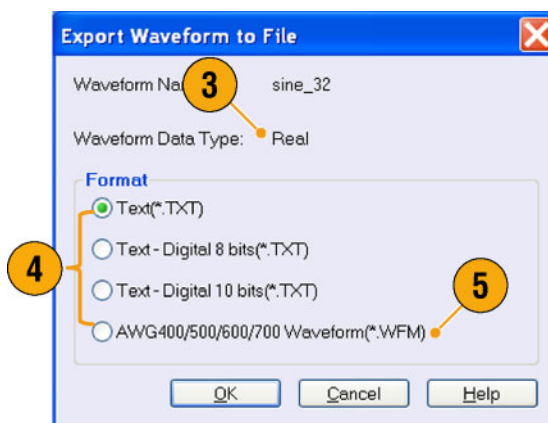 Export Waveform to File
Waveform Na 3 sine_32
Waveform Data Type: Real
Format
Text(*.TXT)
Text - Digital 8 bits(*.TXT)
4
Text - Digital 10 bits(*.TXT)
5
AWG400/500/600/700 Waveform(*.WFM)
OK Cancel Help